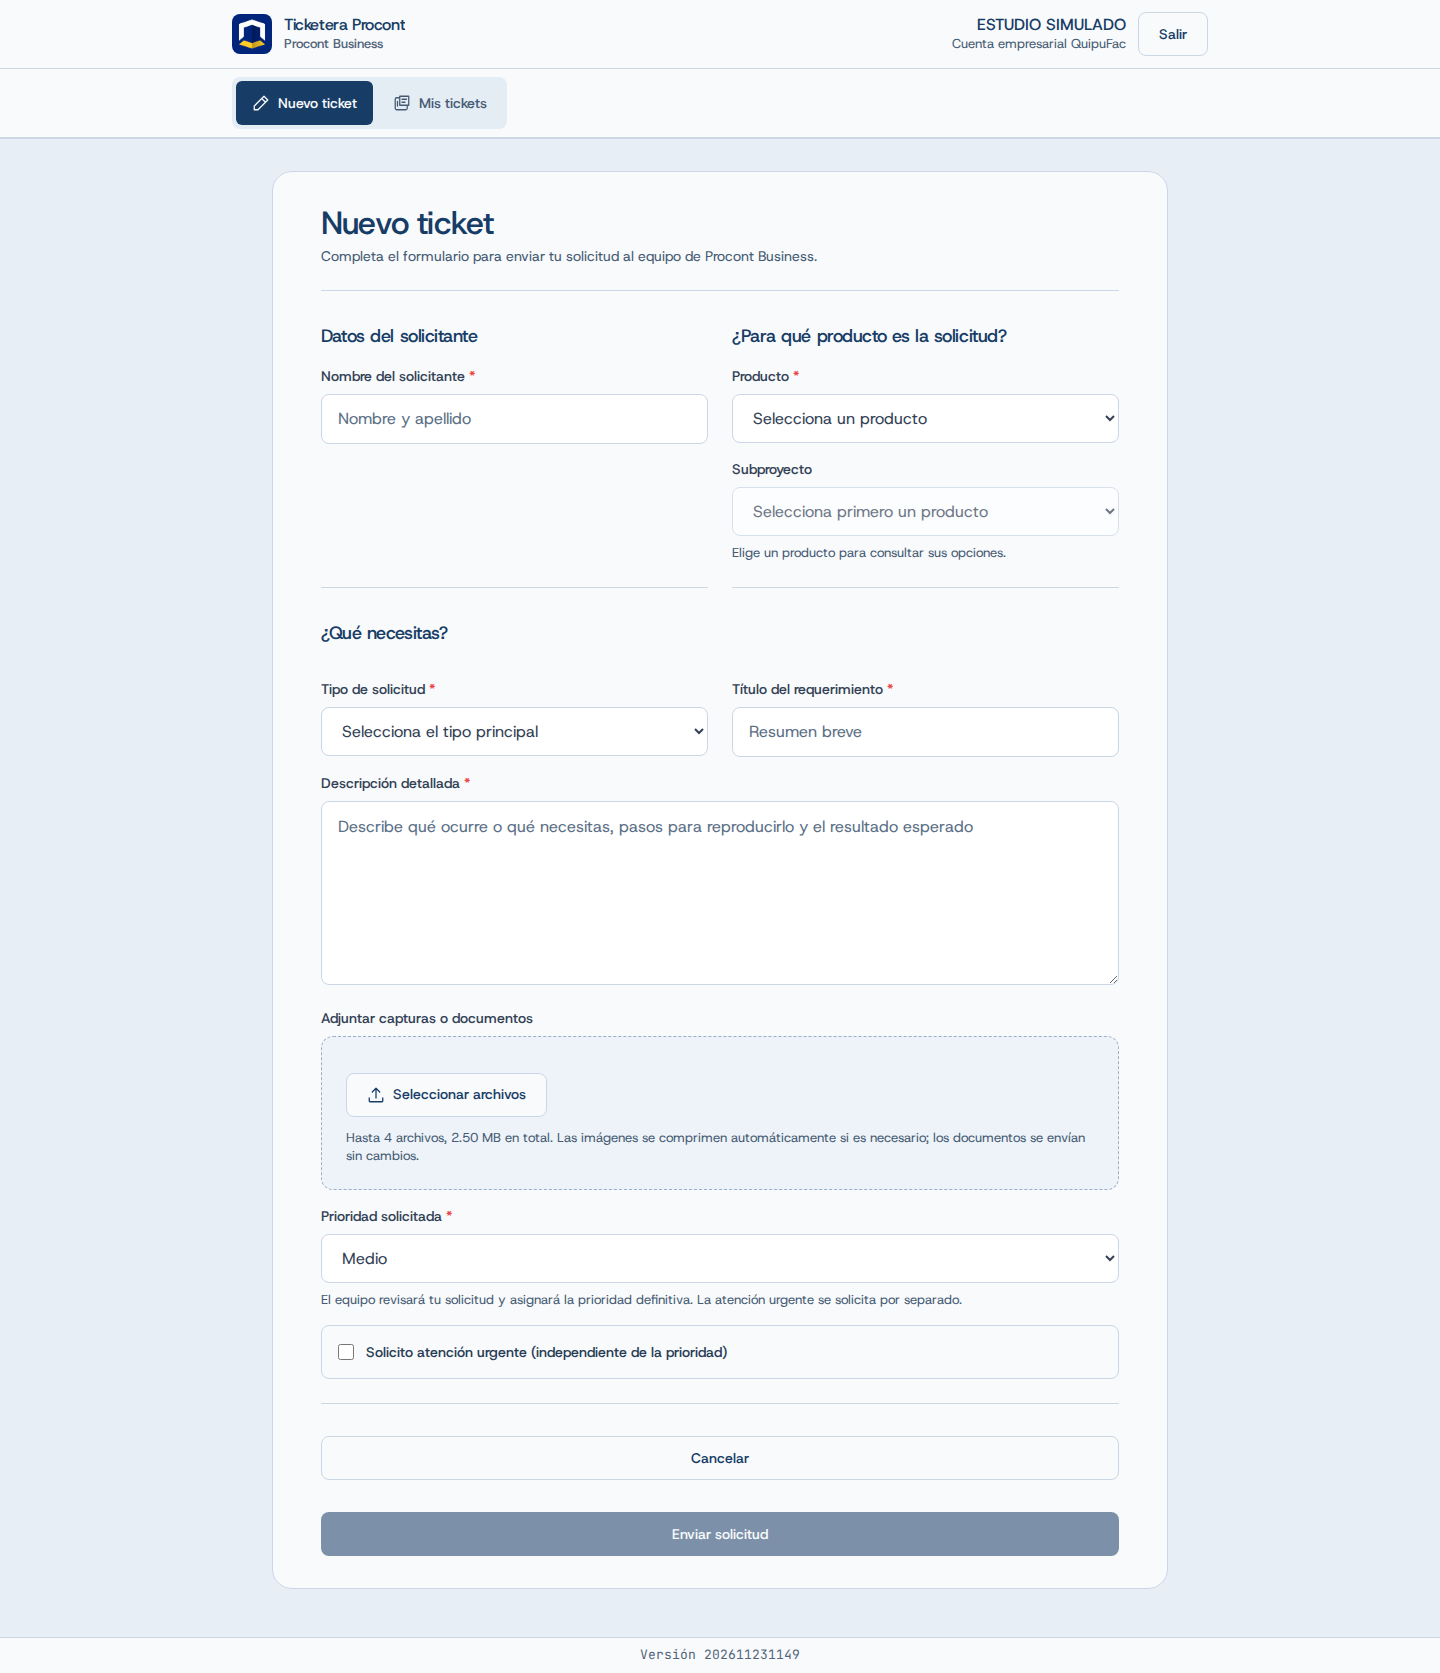 Ticketera Procont
Procont Business
ESTUDIO SIMULADO
Cuenta empresarial QuipuFac
Salir
Nuevo ticket
Mis tickets
Nuevo ticket
Completa el formulario para enviar tu solicitud al equipo de Procont Business.
Datos del solicitante
Nombre del solicitante *
Nombre y apellido
¿Para qué producto es la solicitud?
Producto *
Selecciona un producto
Subproyecto
Selecciona primero un producto
Elige un producto para consultar sus opciones.
¿Qué necesitas?
Tipo de solicitud *
Selecciona el tipo principal
Título del requerimiento *
Resumen breve
Descripción detallada *
Describe qué ocurre o qué necesitas, pasos para reproducirlo y el resultado esperado
Adjuntar capturas o documentos
Seleccionar archivos
Hasta 4 archivos, 2.50 MB en total. Las imágenes se comprimen automáticamente si es necesario; los documentos se envían
sin cambios.
Prioridad solicitada *
Medio
El equipo revisará tu solicitud y asignará la prioridad definitiva. La atención urgente se solicita por separado.
Solicito atención urgente (independiente de la prioridad)
Cancelar
Enviar solicitud
Versión 202611231149